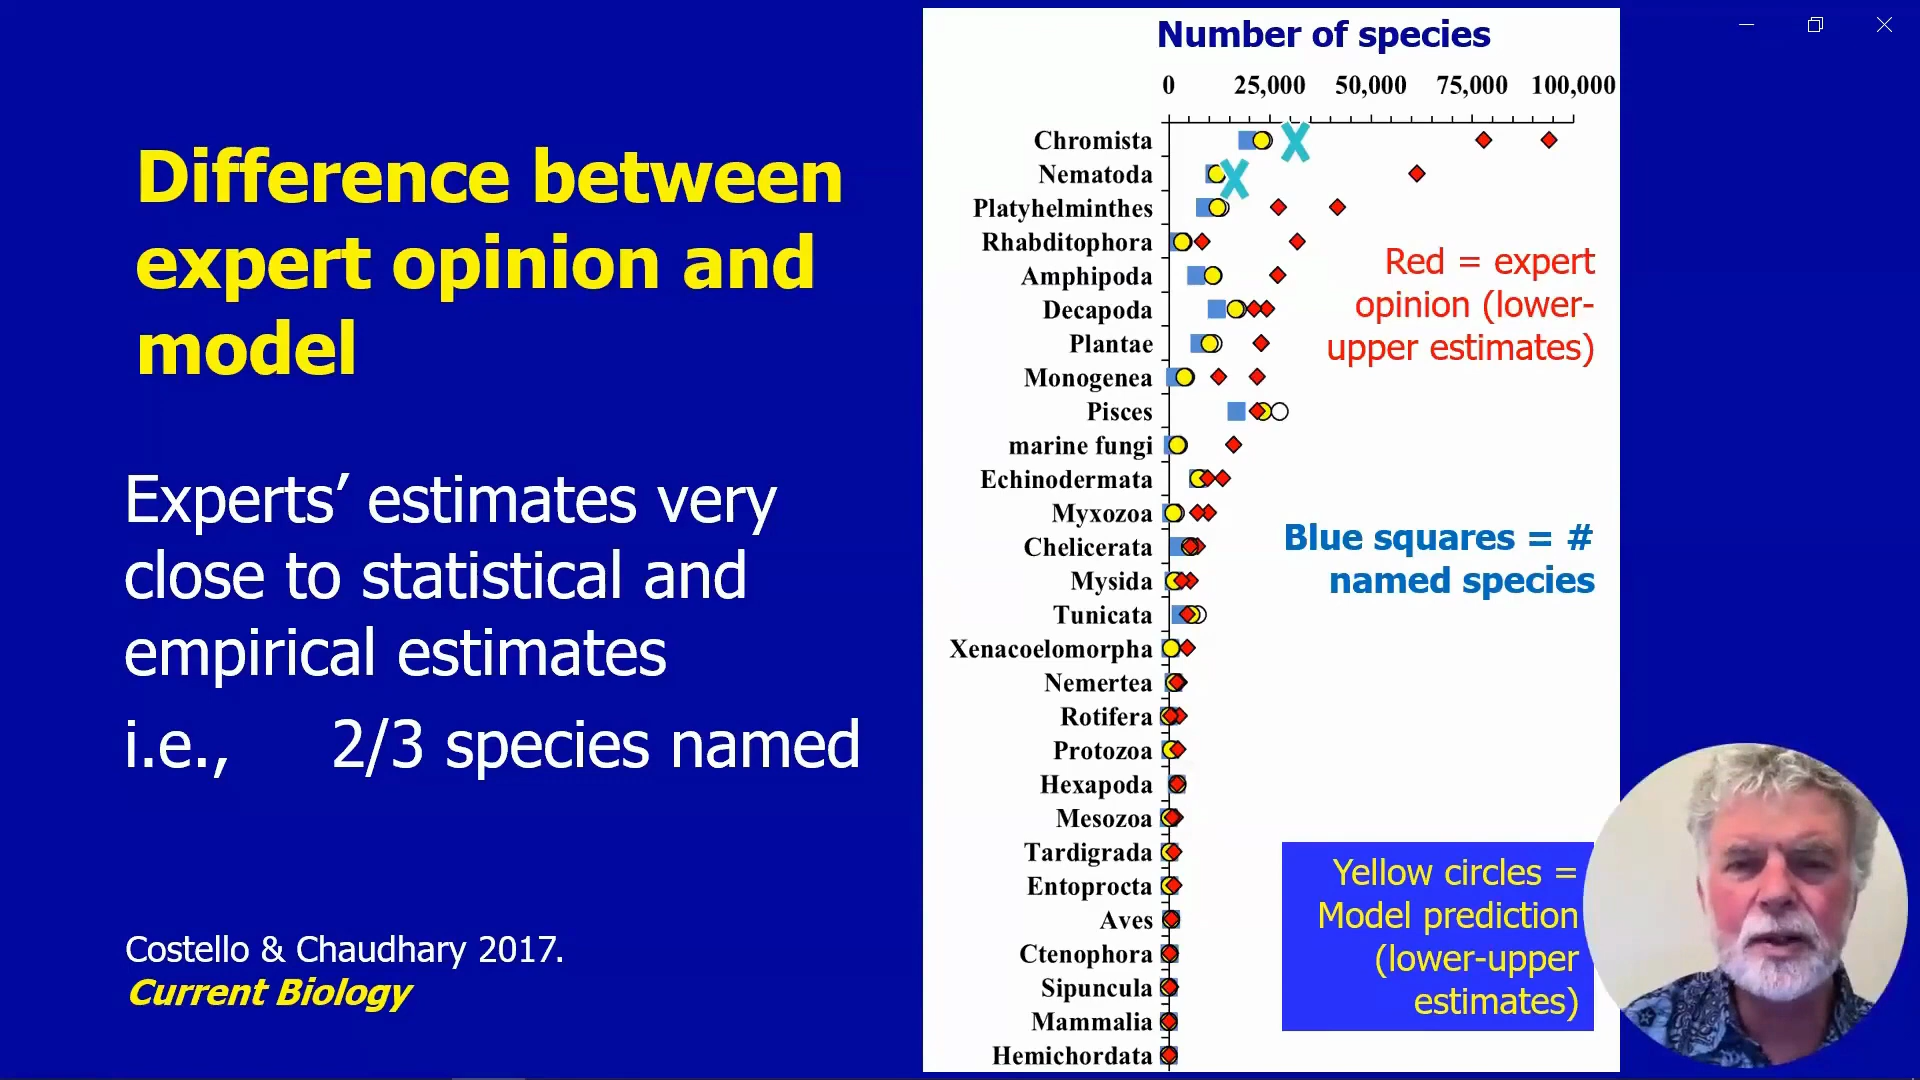 Difference between
expert opinion and
model
Experts’ estimates very
close to statistical and
empirical estimates
i.e., 2/3 species named
Costello & Chaudhary 2017.
Current Biology
Number of species
0 25,000 50,000 75,000 100,000
Chromista
Nematoda
Platyhelminthes
Rhabditophora
Amphipoda
Decapoda
Plantae
Monogenea
Pisces
marine fungi
Echinodermata
Myxozoa
Chelicerata
Mysida
Tunicata
Xenacoelomorpha
Nemertea
Rotifera
Protozoa
Hexapoda
Mesozoa
Tardigrada
Entoprocta
Aves
Ctenophora
Sipuncula
Mammalia
Hemichordata
Red = expert
opinion (lower-
upper estimates)
Blue squares = #
named species
Yellow circles =
Model prediction
(lower-upper
estimates)